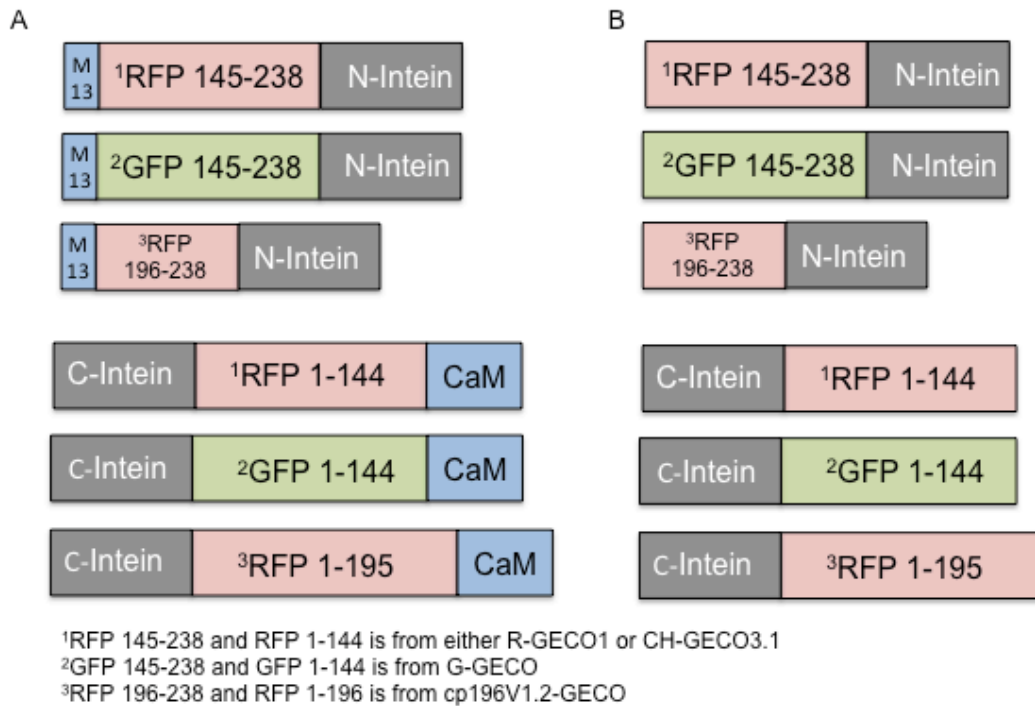 A
B
M
13
¹RFP 145-238
N-Intein
¹RFP 145-238
N-Intein
M
13
²GFP 145-238
N-Intein
²GFP 145-238
N-Intein
M
13
³RFP
196-238
N-Intein
³RFP
196-238
N-Intein
C-Intein
¹RFP 1-144
CaM
C-Intein
¹RFP 1-144
C-Intein
²GFP 1-144
CaM
C-Intein
²GFP 1-144
C-Intein
³RFP 1-195
CaM
C-Intein
³RFP 1-195
¹RFP 145-238 and RFP 1-144 is from either R-GECO1 or CH-GECO3.1
²GFP 145-238 and GFP 1-144 is from G-GECO
³RFP 196-238 and RFP 1-196 is from cp196V1.2-GECO